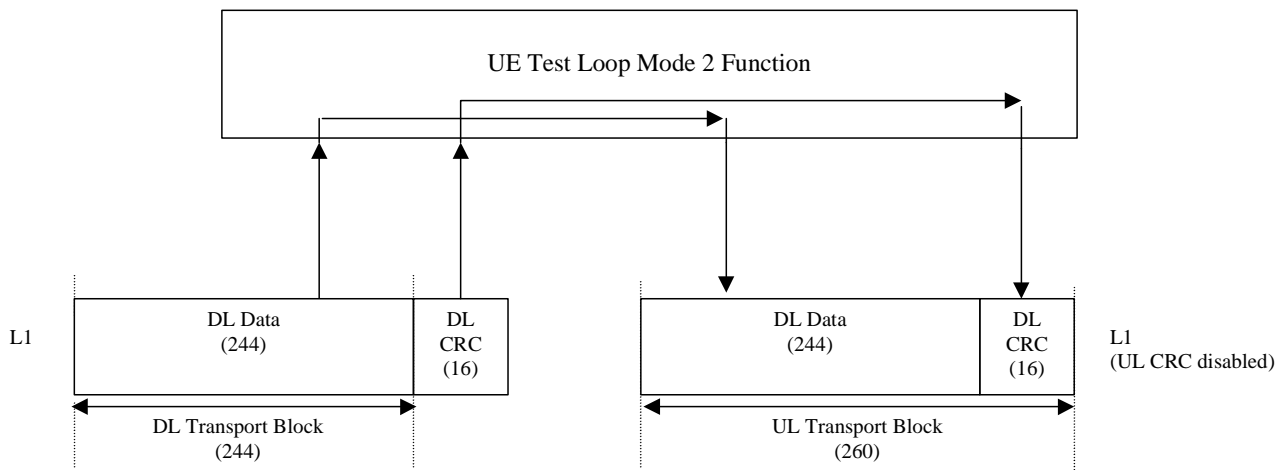 UE Test Loop Mode 2 Function
L1
DL Data
(244)
DL
CRC
(16)
DL Data
(244)
DL
CRC
(16)
L1
(UL CRC disabled)
DL Transport Block
(244)
UL Transport Block
(260)